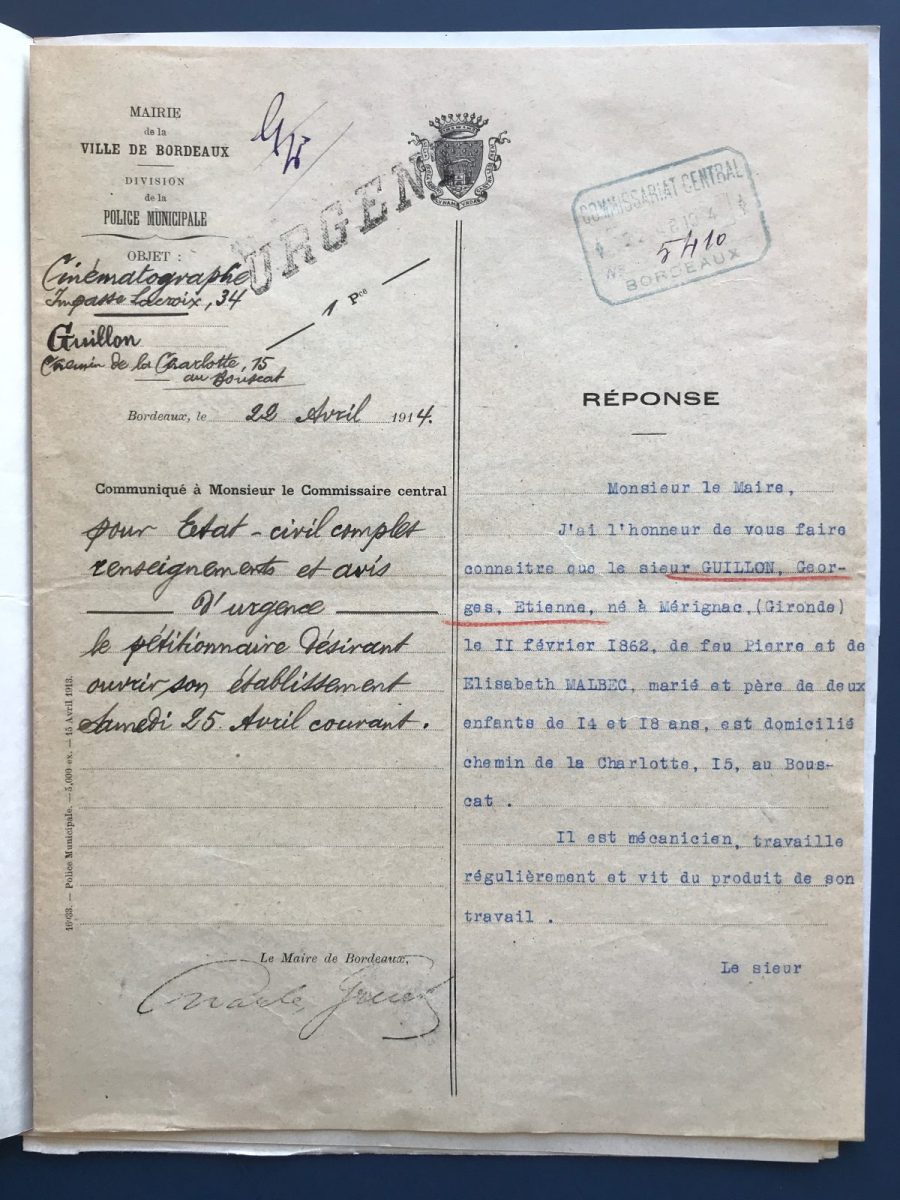 MAIRIE
de la
VILLE DE BORDEAUX
DIVISION
de la
POLICE MUNICIPALE
OBJET :
Cinématographe
Impasse Lacroix, 34
Guillon
Chemin de la Charlotte, 15
au Bouscat
URGENT
1 Pce
Bordeaux, le 22 Avril 1914.
Communiqué à Monsieur le Commissaire central
pour Etat-civil complet
renseignements et avis
D'urgence
le pétitionnaire Désirant
ouvrir son établissement
Samedi 25 Avril courant.
Le Maire de Bordeaux,
16033. — Police Municipale. — 5,000 ex. — 15 Avril 1913.
COMMISSARIAT CENTRAL
No 5410
BORDEAUX
RÉPONSE
Monsieur le Maire,
J'ai l'honneur de vous faire
connaitre que le sieur GUILLON, Geor-
ges, Etienne, né à Mérignac,(Gironde)
le II février I862, de feu Pierre et de
Elisabeth MALBEC, marié et père de deux
enfants de I4 et I8 ans, est domicilié
chemin de la Charlotte, I5, au Bous-
cat .
Il est mécanicien, travaille
régulièrement et vit du produit de son
travail .
Le sieur